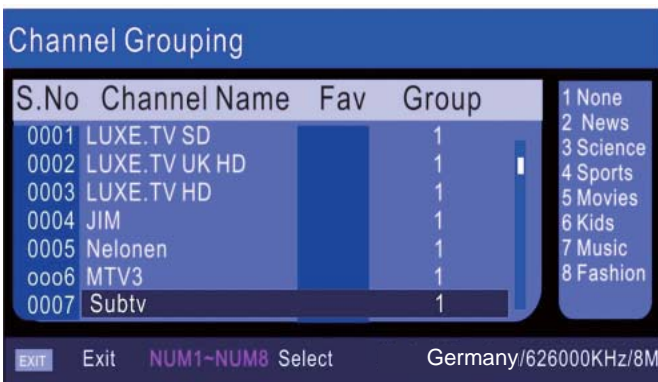 Channel Grouping
S.No Channel Name Fav Group
0001 LUXE.TV SD 1
0002 LUXE.TV UK HD 1
0003 LUXE.TV HD 1
0004 JIM 1
0005 Nelonen 1
ooo6 MTV3 1
0007 Subtv 1
1 None
2 News
3 Science
4 Sports
5 Movies
6 Kids
7 Music
8 Fashion
EXIT Exit NUM1~NUM8 Select Germany/626000KHz/8M